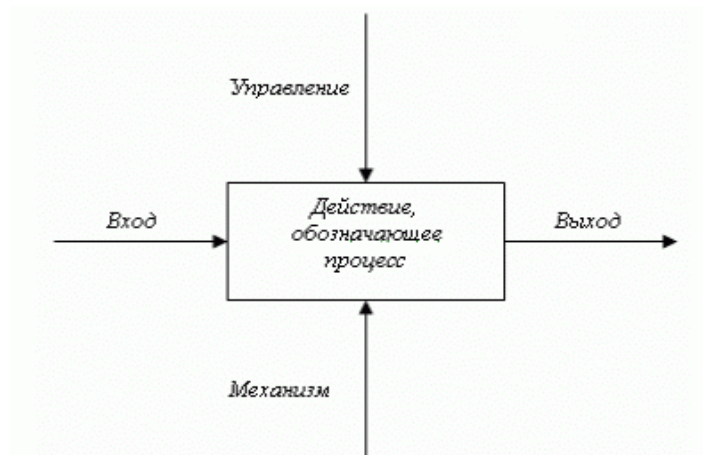 Управление
Вход
Действие,
обозначающее
процесс
Выход
Механизм